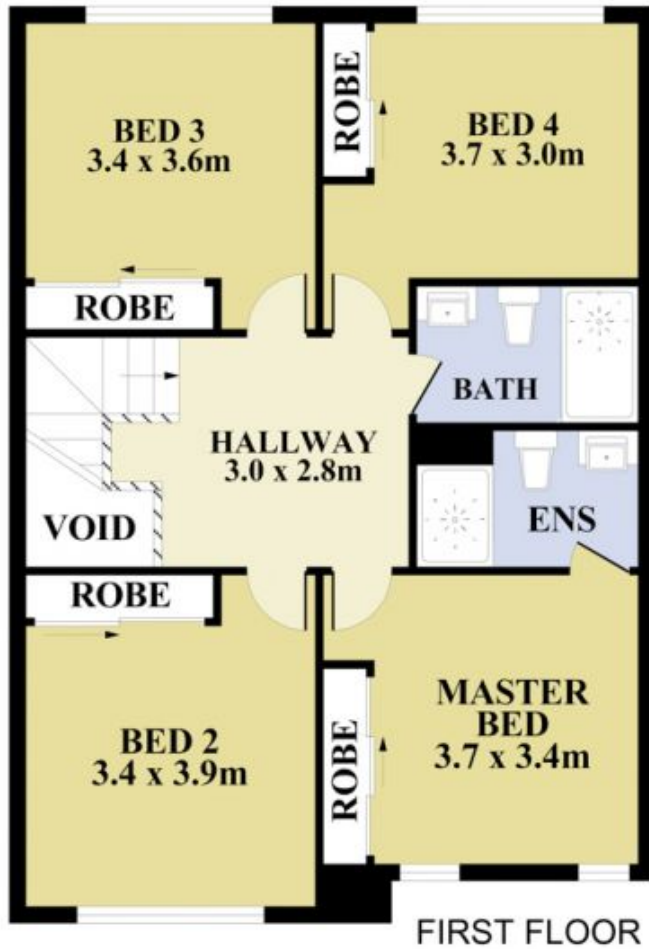 BED 3
3.4 x 3.6m
ROBE
ROBE
BED 4
3.7 x 3.0m
BATH
HALLWAY
3.0 x 2.8m
VOID
ENS
ROBE
BED 2
3.4 x 3.9m
ROBE
MASTER
BED
3.7 x 3.4m
FIRST FLOOR